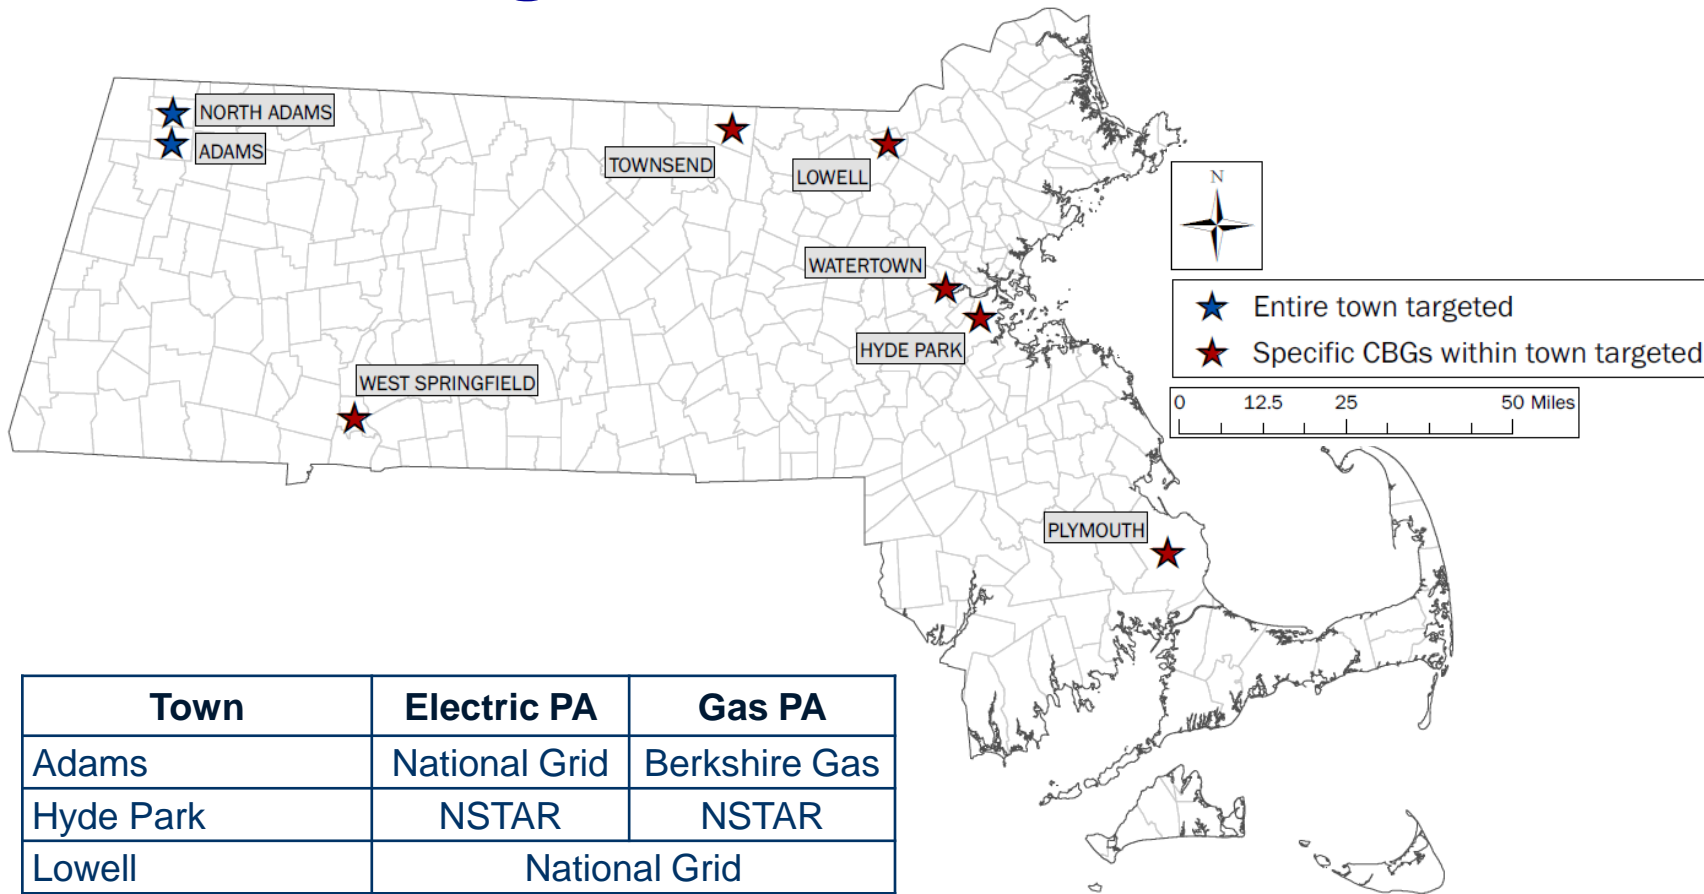 NORTH ADAMS
ADAMS
TOWNSEND
LOWELL
N
WATERTOWN
HYDE PARK
WEST SPRINGFIELD
PLYMOUTH
Entire town targeted
Specific CBGs within town targeted
0 12.5 25 50 Miles
Town Electric PA Gas PA
Adams National Grid Berkshire Gas
Hyde Park NSTAR NSTAR
Lowell National Grid